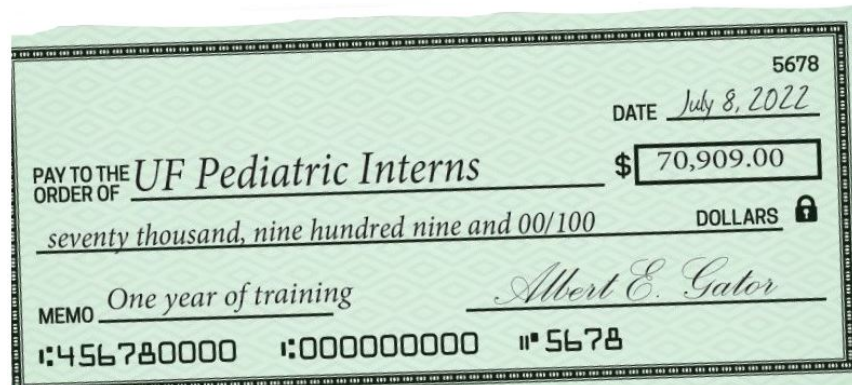 5678
DATE July 8, 2022
PAY TO THE ORDER OF UF Pediatric Interns $ 70,909.00
seventy thousand, nine hundred nine and 00/100 DOLLARS
MEMO One year of training Albert E. Gator
⑆456780000 ⑆000000000 ⑈5678